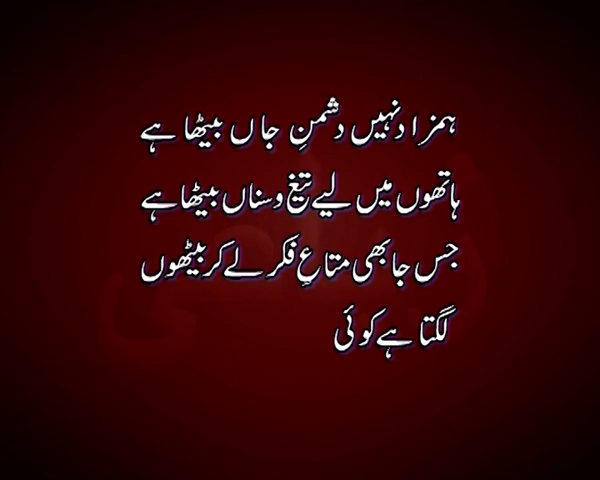 ہمزاد نہیں دشمنِ جاں بیٹھا ہے
ہاتھوں میں لیے تیغ و سناں بیٹھا ہے
جس جا بھی متاعِ فکر لے کر بیٹھوں
لگتا ہے کوئی